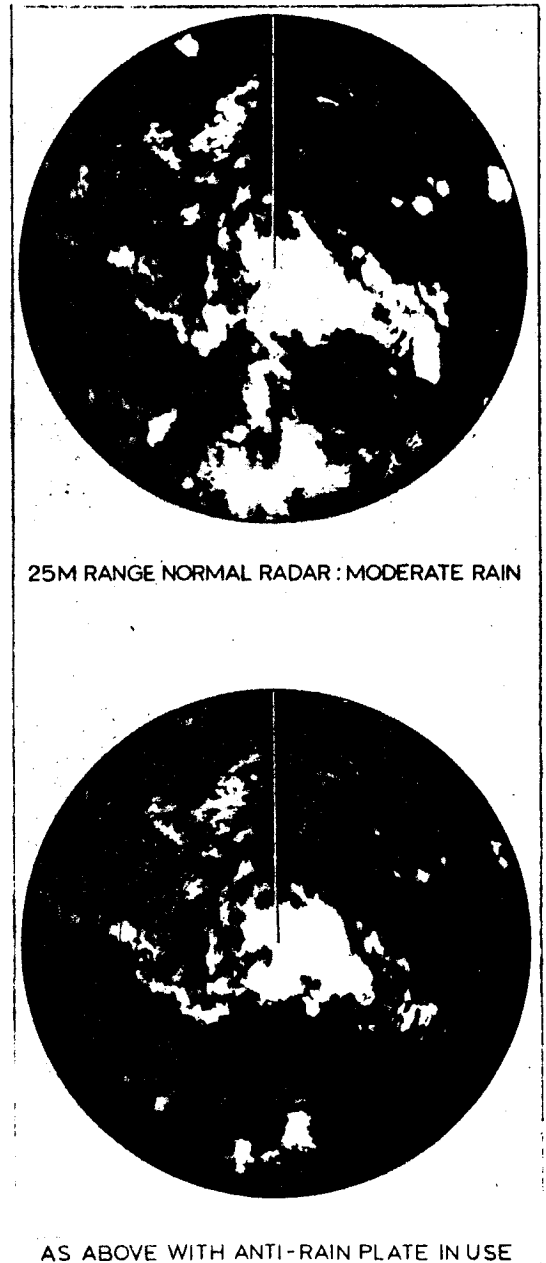 25M RANGE NORMAL RADAR : MODERATE RAIN
AS ABOVE WITH ANTI-RAIN PLATE IN USE